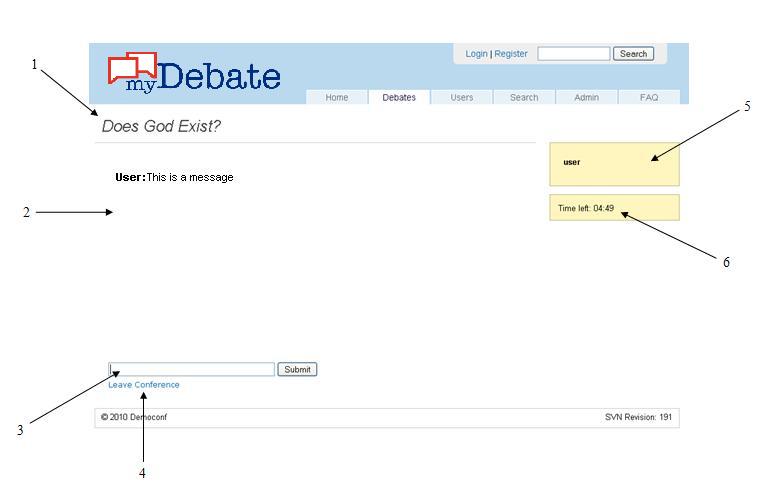 Login | Register Search
myDebate
Home Debates Users Search Admin FAQ
1
Does God Exist?
5
user
User:This is a message
2
Time left: 04:49
6
Submit
Leave Conference
3
© 2010 Democonf SVN Revision: 191
4